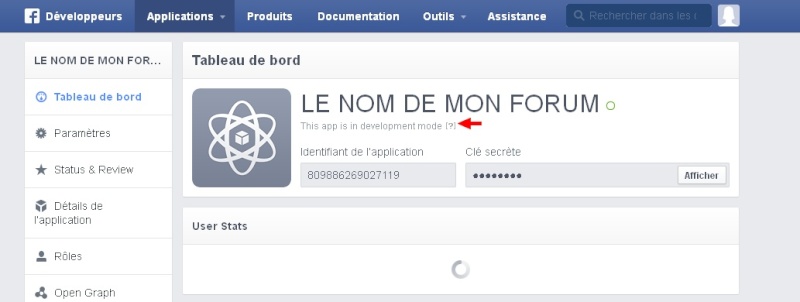 f Développeurs Applications Produits Documentation Outils Assistance Rechercher dans les
LE NOM DE MON FOR...
Tableau de bord
Paramètres
Status & Review
Détails de
l'application
Rôles
Open Graph
Tableau de bord
LE NOM DE MON FORUM
This app is in development mode [?]
Identifiant de l'application Clé secrète
809886269027119 ●●●●●●●● Afficher
User Stats